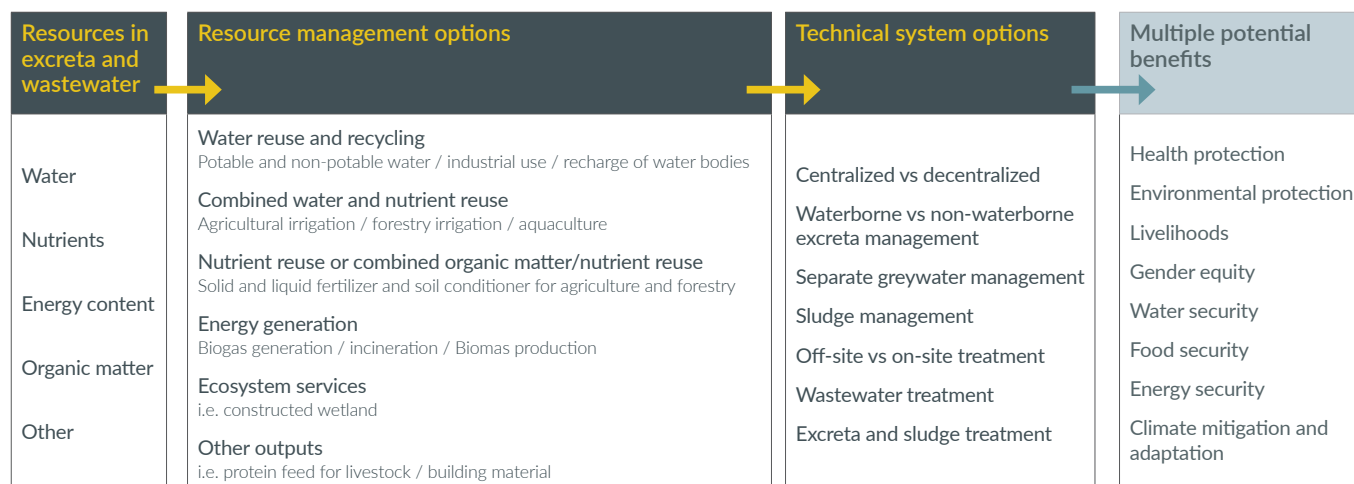 Resources in
excreta and
wastewater
Water
Nutrients
Energy content
Organic matter
Other
Resource management options
Water reuse and recycling
Potable and non-potable water / industrial use / recharge of water bodies
Combined water and nutrient reuse
Agricultural irrigation / forestry irrigation / aquaculture
Nutrient reuse or combined organic matter/nutrient reuse
Solid and liquid fertilizer and soil conditioner for agriculture and forestry
Energy generation
Biogas generation / incineration / Biomas production
Ecosystem services
i.e. constructed wetland
Other outputs
i.e. protein feed for livestock / building material
Technical system options
Centralized vs decentralized
Waterborne vs non-waterborne
excreta management
Separate greywater management
Sludge management
Off-site vs on-site treatment
Wastewater treatment
Excreta and sludge treatment
Multiple potential
benefits
Health protection
Environmental protection
Livelihoods
Gender equity
Water security
Food security
Energy security
Climate mitigation and
adaptation